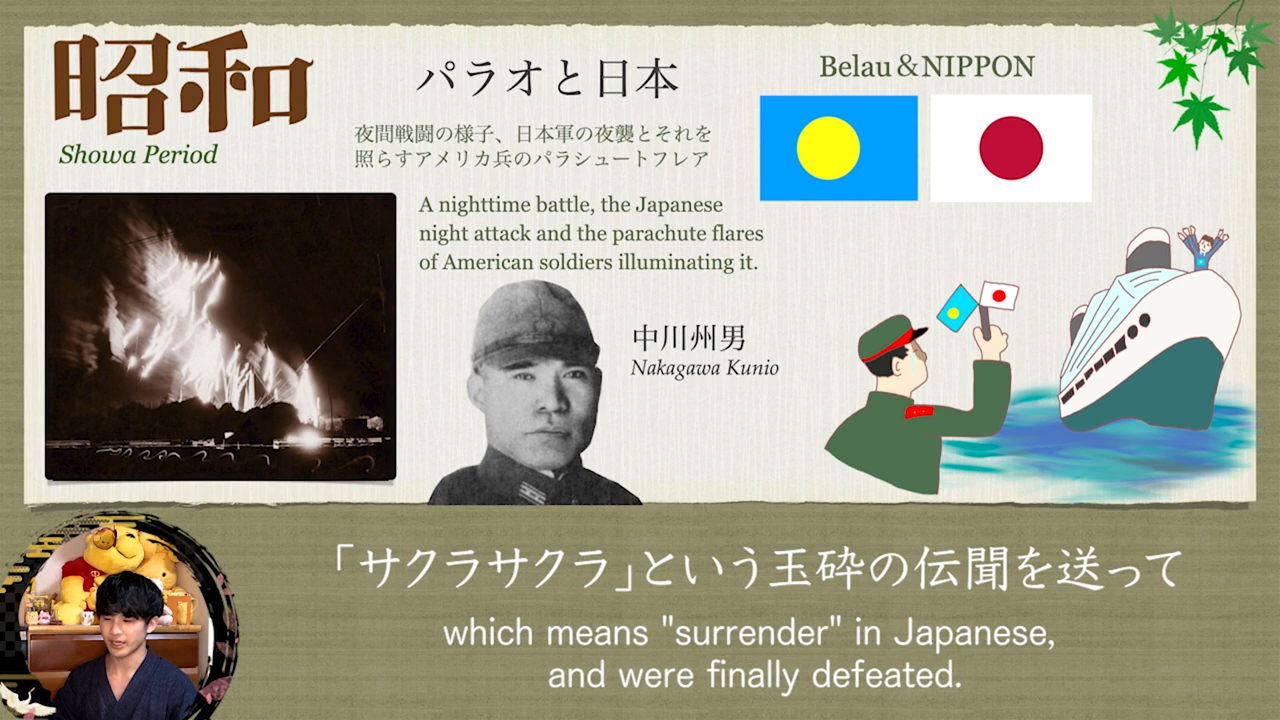 昭和
Showa Period
パラオと日本
夜間戦闘の様子、日本軍の夜襲とそれを
照らすアメリカ兵のパラシュートフレア
A nighttime battle, the Japanese
night attack and the parachute flares
of American soldiers illuminating it.
Belau＆NIPPON
中川州男
Nakagawa Kunio
「サクラサクラ」という玉砕の伝聞を送って
which means "surrender" in Japanese,
and were finally defeated.